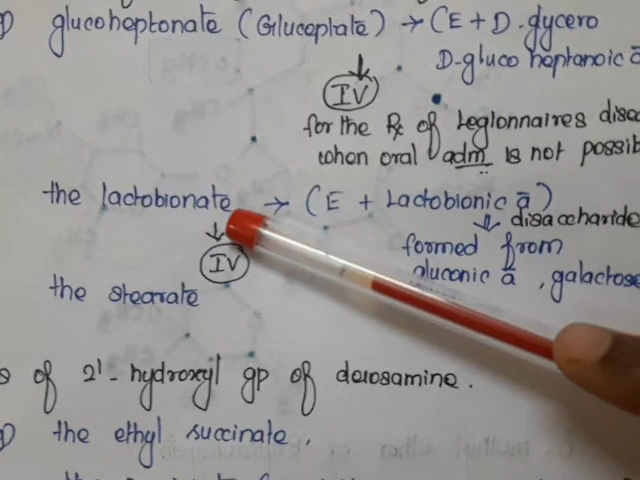 glucoheptonate (Gluceptate) → (E + D-glycero
D-gluco heptanoic ā
IV
for the Rx of Leglonnaires disea
when oral adm is not possib
the lactobionate → (E + Lactobionic ā)
disaccharide
IV formed from
gluconic ā, galactose
the stearate
s of 2'-hydroxyl gp of desosamine.
the ethyl succinate,